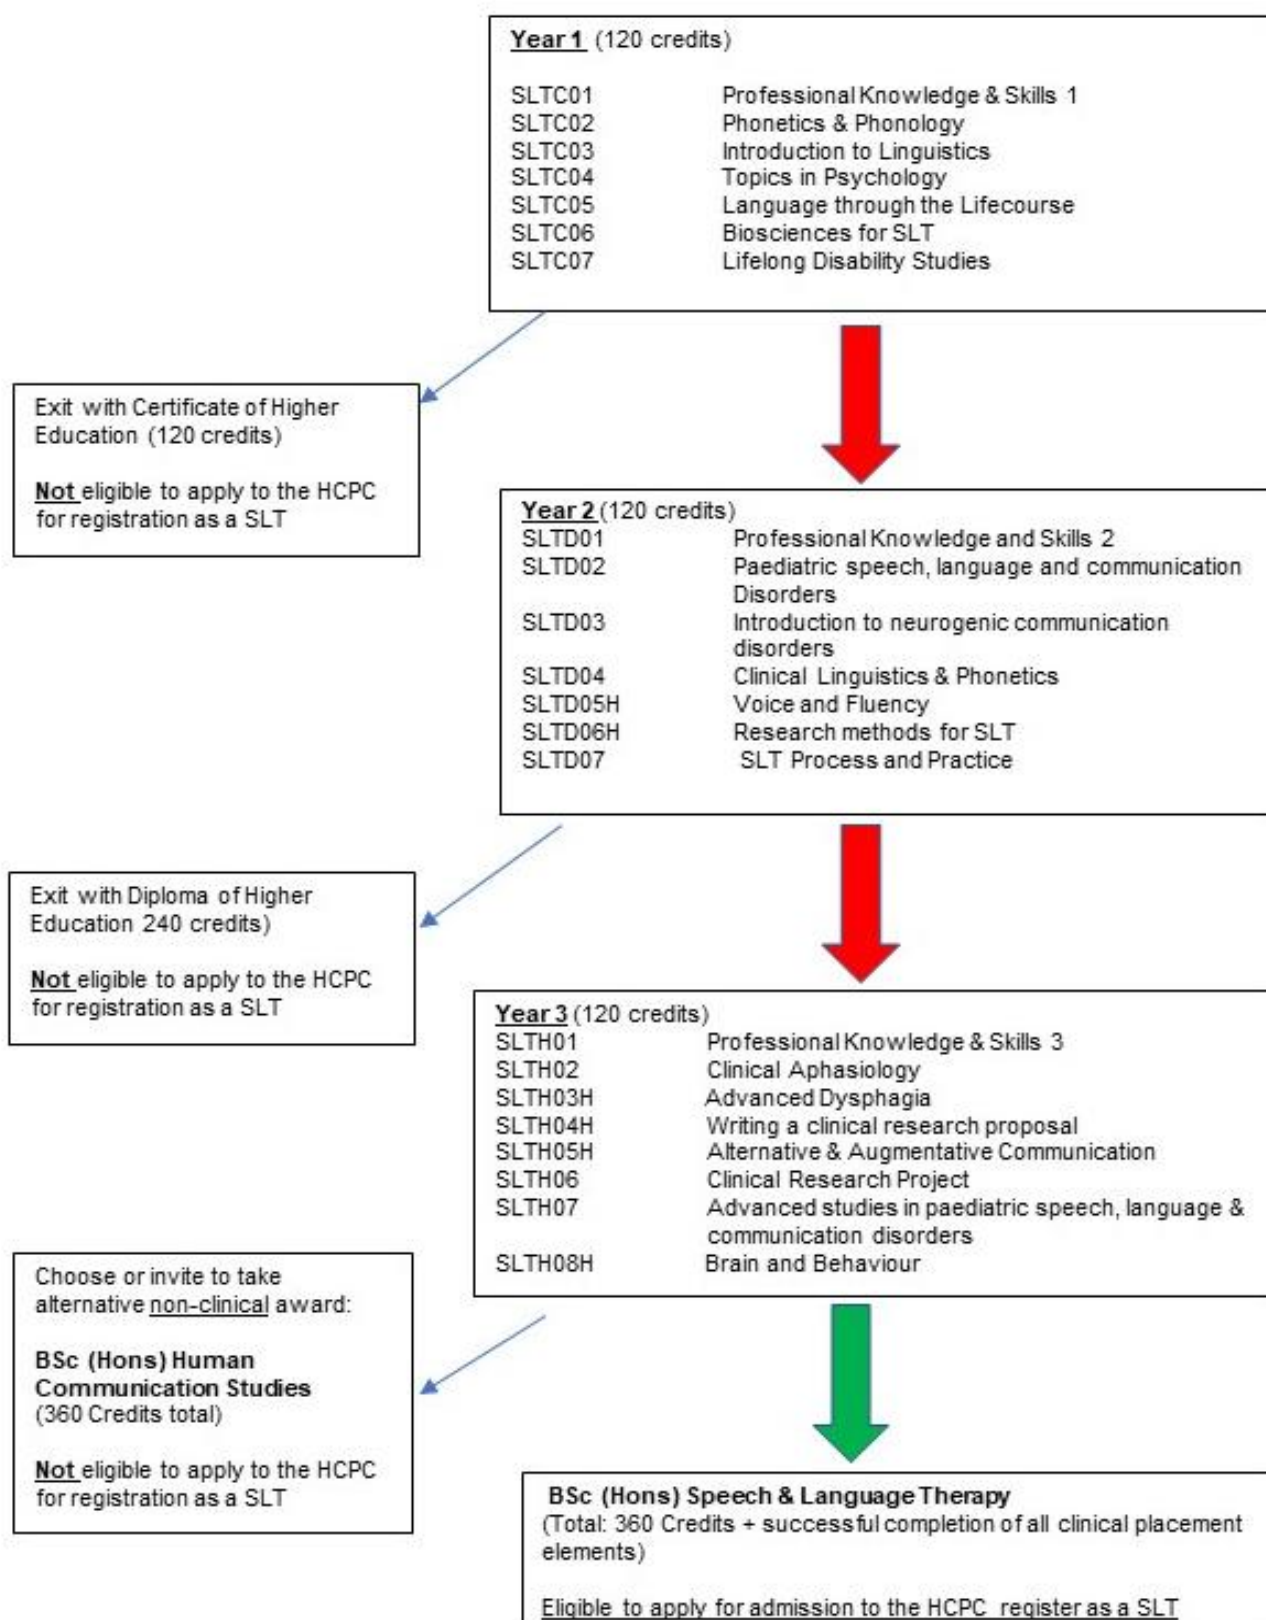 Year 1 (120 credits)
SLTC01 Professional Knowledge & Skills 1
SLTC02 Phonetics & Phonology
SLTC03 Introduction to Linguistics
SLTC04 Topics in Psychology
SLTC05 Language through the Lifecourse
SLTC06 Biosciences for SLT
SLTC07 Lifelong Disability Studies
Exit with Certificate of Higher
Education (120 credits)
Not eligible to apply to the HCPC
for registration as a SLT
Year 2 (120 credits)
SLTD01 Professional Knowledge and Skills 2
SLTD02 Paediatric speech, language and communication
Disorders
SLTD03 Introduction to neurogenic communication
disorders
SLTD04 Clinical Linguistics & Phonetics
SLTD05H Voice and Fluency
SLTD06H Research methods for SLT
SLTD07 SLT Process and Practice
Exit with Diploma of Higher
Education 240 credits)
Not eligible to apply to the HCPC
for registration as a SLT
Year 3 (120 credits)
SLTH01 Professional Knowledge & Skills 3
SLTH02 Clinical Aphasiology
SLTH03H Advanced Dysphagia
SLTH04H Writing a clinical research proposal
SLTH05H Alternative & Augmentative Communication
SLTH06 Clinical Research Project
SLTH07 Advanced studies in paediatric speech, language &
communication disorders
SLTH08H Brain and Behaviour
Choose or invite to take
alternative non-clinical award:
BSc (Hons) Human
Communication Studies
(360 Credits total)
Not eligible to apply to the HCPC
for registration as a SLT
BSc (Hons) Speech & Language Therapy
(Total: 360 Credits + successful completion of all clinical placement
elements)
Eligible to apply for admission to the HCPC register as a SLT